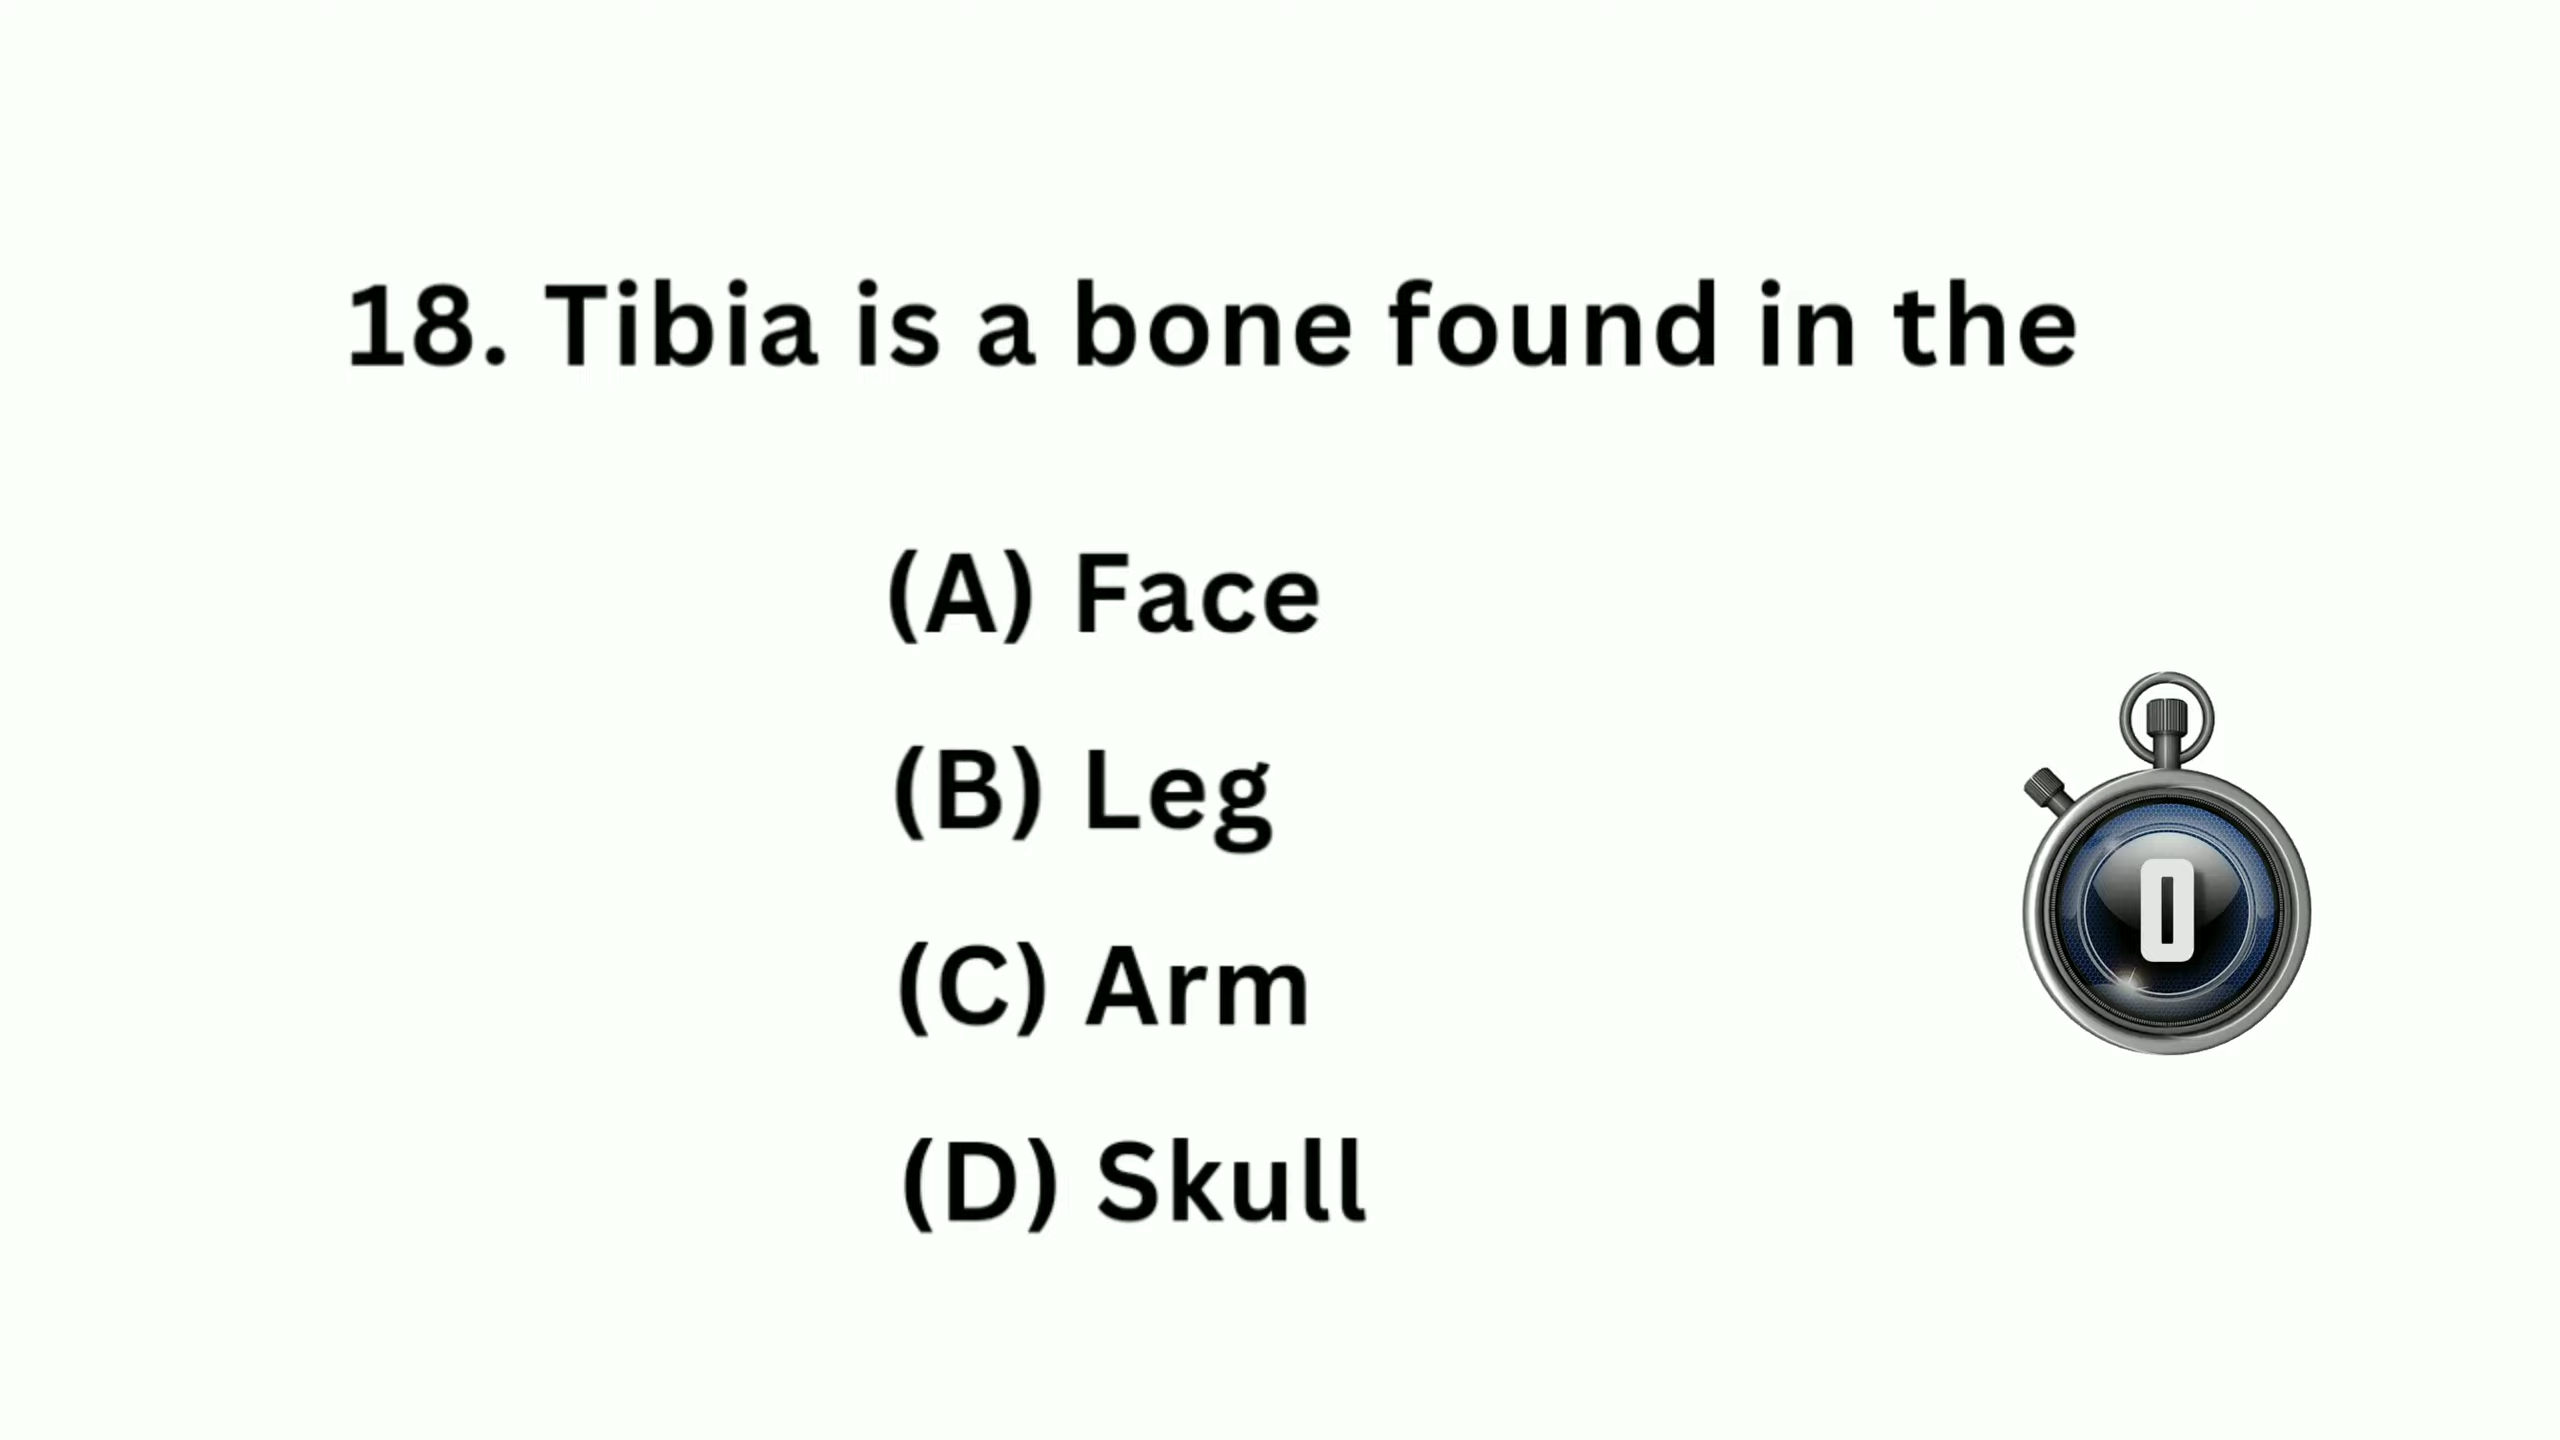 18. Tibia is a bone found in the
(A) Face
(B) Leg
(C) Arm
(D) Skull
0